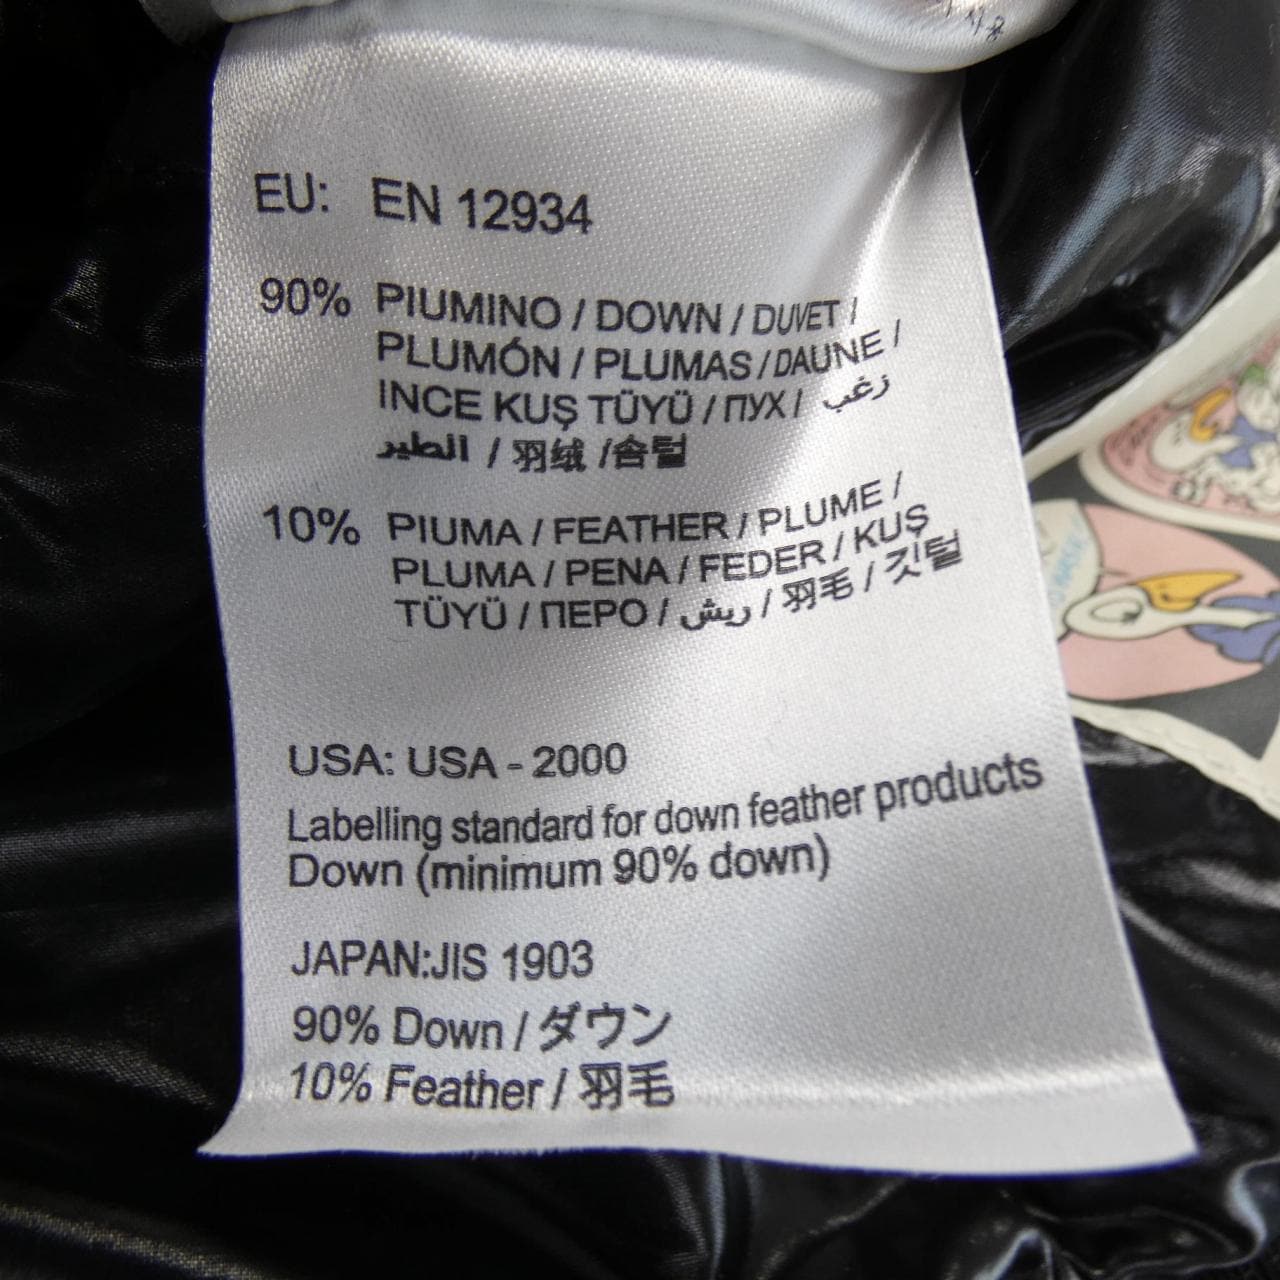 EU: EN 12934
90% PIUMINO / DOWN / DUVET /
PLUMÓN / PLUMAS / DAUNE /
INCE KUŞ TÜYÜ / ПУХ / زغب
الطير / 羽绒 / 솜털
10% PIUMA / FEATHER / PLUME /
PLUMA / PENA / FEDER / KUŞ
TÜYÜ / ПЕРО / ريش / 羽毛 / 깃털
USA: USA - 2000
Labelling standard for down feather products
Down (minimum 90% down)
JAPAN:JIS 1903
90% Down / ダウン
10% Feather / 羽毛